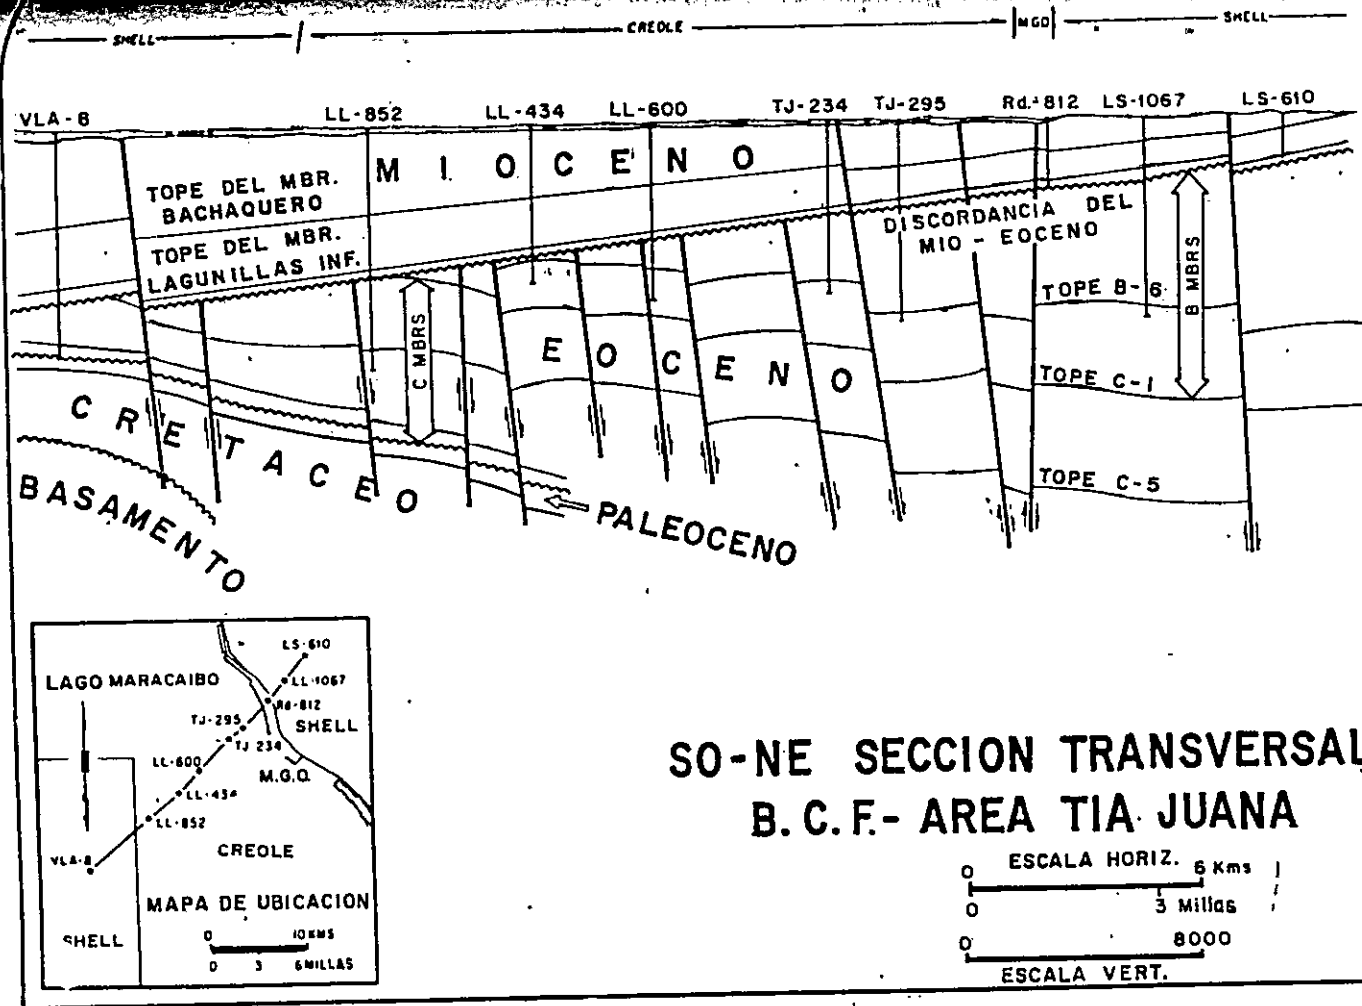 SHELL
CREOLE
MGO
SHELL
VLA-8
LL-852
LL-434
LL-600
TJ-234
TJ-295
Rd.-812
LS-1067
LS-610
MIOCENO
TOPE DEL MBR.
BACHAQUERO
TOPE DEL MBR.
LAGUNILLAS INF.
DISCORDANCIA DEL
MIO - EOCENO
TOPE B-6
B MBRS
C MBRS
EOCENO
TOPE C-1
TOPE C-5
CRETACEO
BASAMENTO
PALEOCENO
LS-610
LAGO MARACAIBO
LL-1067
Rd-812
TJ-295
SHELL
TJ 234
LL-600
M.G.O.
LL-434
LL-852
CREOLE
VLA-8
MAPA DE UBICACION
SHELL
0 10 KMS
0 3 6 MILLAS
SO-NE SECCION TRANSVERSAL
B.C.F.- AREA TIA JUANA
ESCALA HORIZ.
0 6 Kms
0 3 Millas
0 8000
ESCALA VERT.